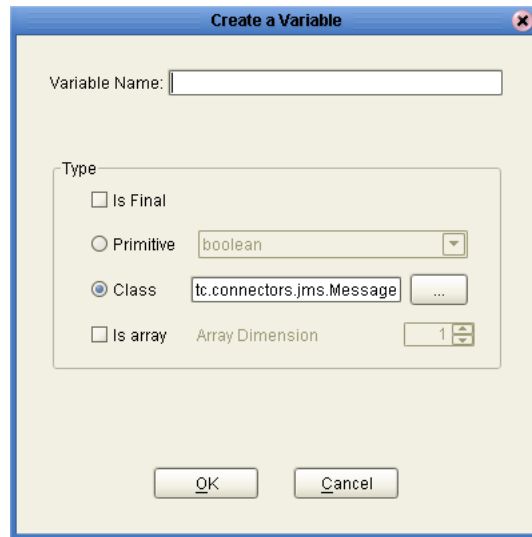 Create a Variable
Variable Name:
Type
Is Final
Primitive boolean
Class tc.connectors.jms.Message ...
Is array Array Dimension 1
OK Cancel